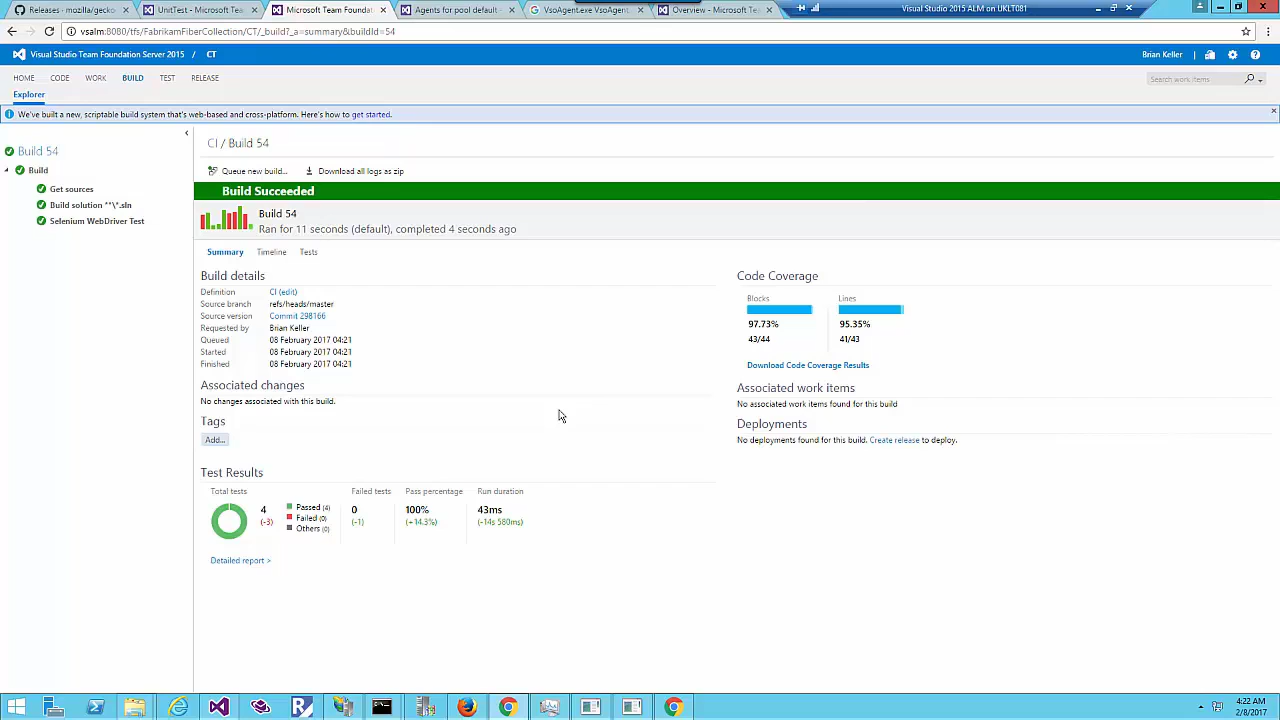 Releases - mozilla/gecko
UnitTest - Microsoft Tea
Microsoft Team Foundat
Agents for pool default -
VsoAgent.exe VsoAgent
Overview - Microsoft Te
Visual Studio 2015 ALM on UKLT081
vsalm:8080/tfs/FabrikamFiberCollection/CT/_build?_a=summary&buildId=54
Visual Studio Team Foundation Server 2015 / CT
Brian Keller
HOME CODE WORK BUILD TEST RELEASE
Search work items
Explorer
We've built a new, scriptable build system that's web-based and cross-platform. Here's how to get started.
Build 54
Build
Get sources
Build solution **\*.sln
Selenium WebDriver Test
CI / Build 54
Queue new build... Download all logs as zip
Build Succeeded
Build 54
Ran for 11 seconds (default), completed 4 seconds ago
Summary Timeline Tests
Build details
Definition CI (edit)
Source branch refs/heads/master
Source version Commit 298166
Requested by Brian Keller
Queued 08 February 2017 04:21
Started 08 February 2017 04:21
Finished 08 February 2017 04:21
Associated changes
No changes associated with this build.
Tags
Add...
Test Results
Total tests Failed tests Pass percentage Run duration
4 Passed (4) 0 100% 43ms
(-3) Failed (0) (-1) (+14.3%) (-14s 580ms)
Others (0)
Detailed report >
Code Coverage
Blocks Lines
97.73% 95.35%
43/44 41/43
Download Code Coverage Results
Associated work items
No associated work items found for this build
Deployments
No deployments found for this build. Create release to deploy.
4:22 AM
2/8/2017